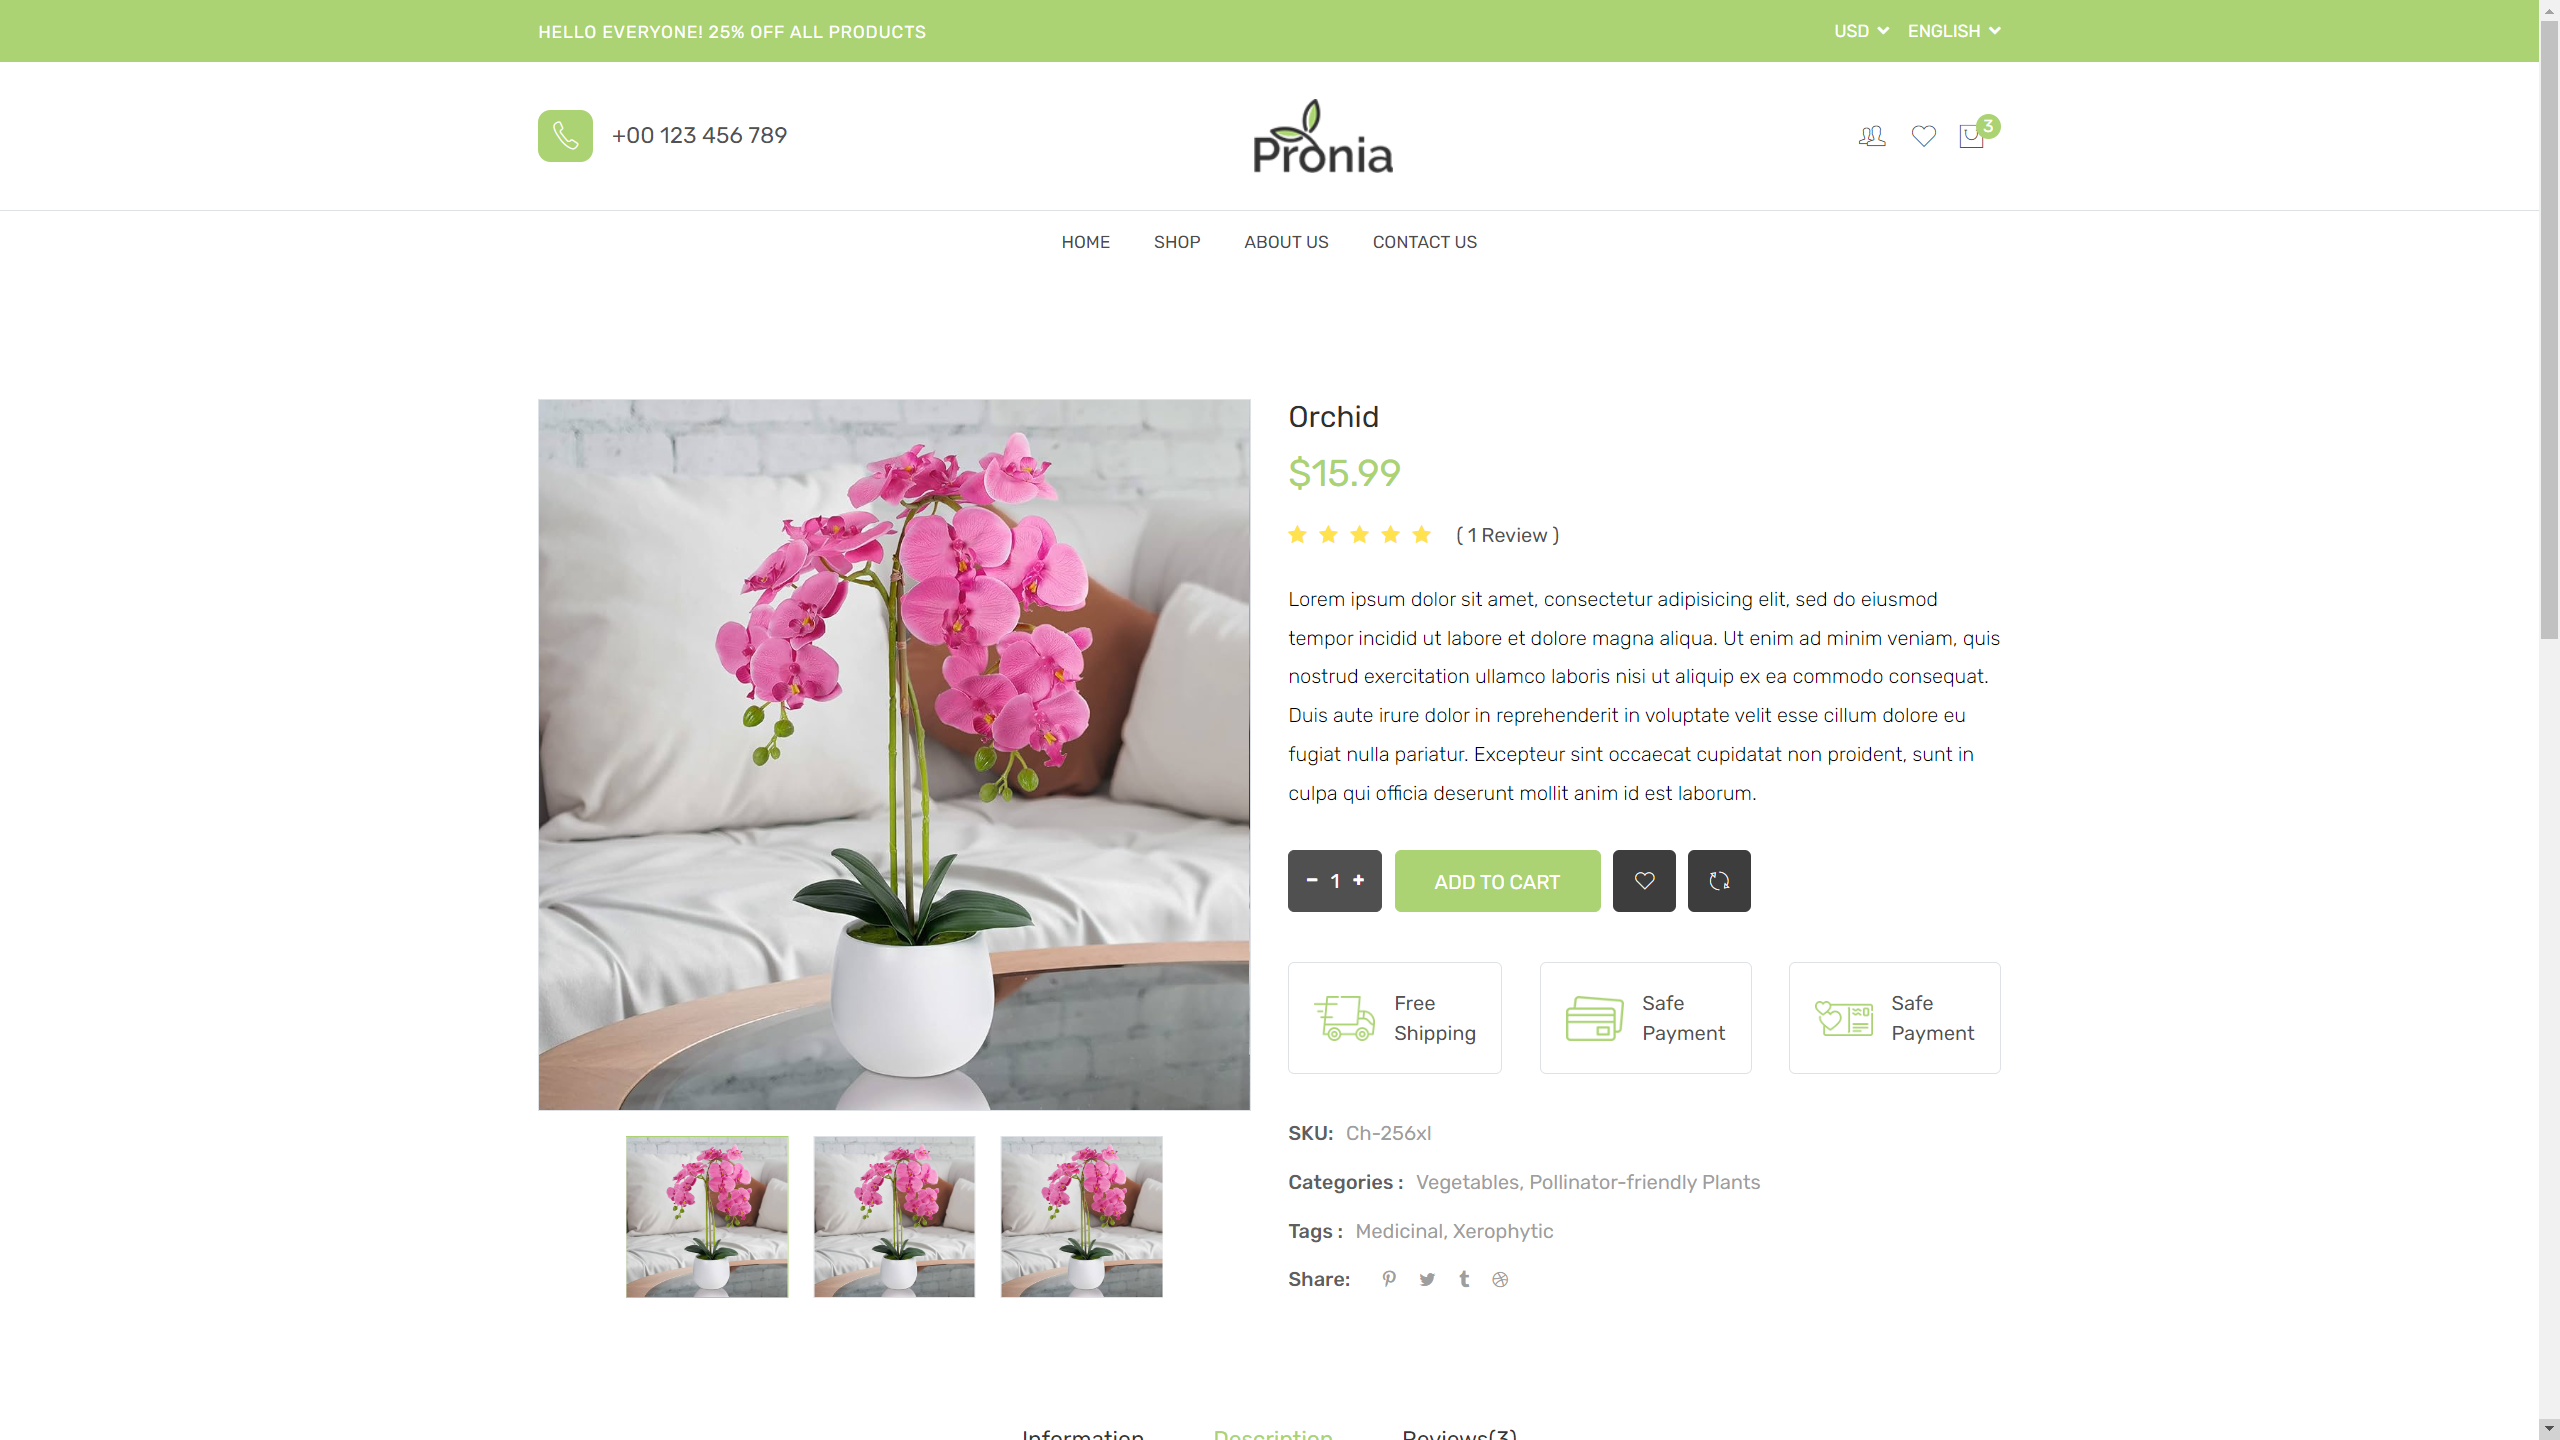 HELLO EVERYONE! 25% OFF ALL PRODUCTS
USD ENGLISH
+00 123 456 789
Pronia
3
HOME SHOP ABOUT US CONTACT US
Orchid
$15.99
( 1 Review )
Lorem ipsum dolor sit amet, consectetur adipisicing elit, sed do eiusmod
tempor incidid ut labore et dolore magna aliqua. Ut enim ad minim veniam, quis
nostrud exercitation ullamco laboris nisi ut aliquip ex ea commodo consequat.
Duis aute irure dolor in reprehenderit in voluptate velit esse cillum dolore eu
fugiat nulla pariatur. Excepteur sint occaecat cupidatat non proident, sunt in
culpa qui officia deserunt mollit anim id est laborum.
- 1 + ADD TO CART
Free
Shipping
Safe
Payment
Safe
Payment
SKU: Ch-256xl
Categories : Vegetables, Pollinator-friendly Plants
Tags : Medicinal, Xerophytic
Share:
Information Description Reviews(3)